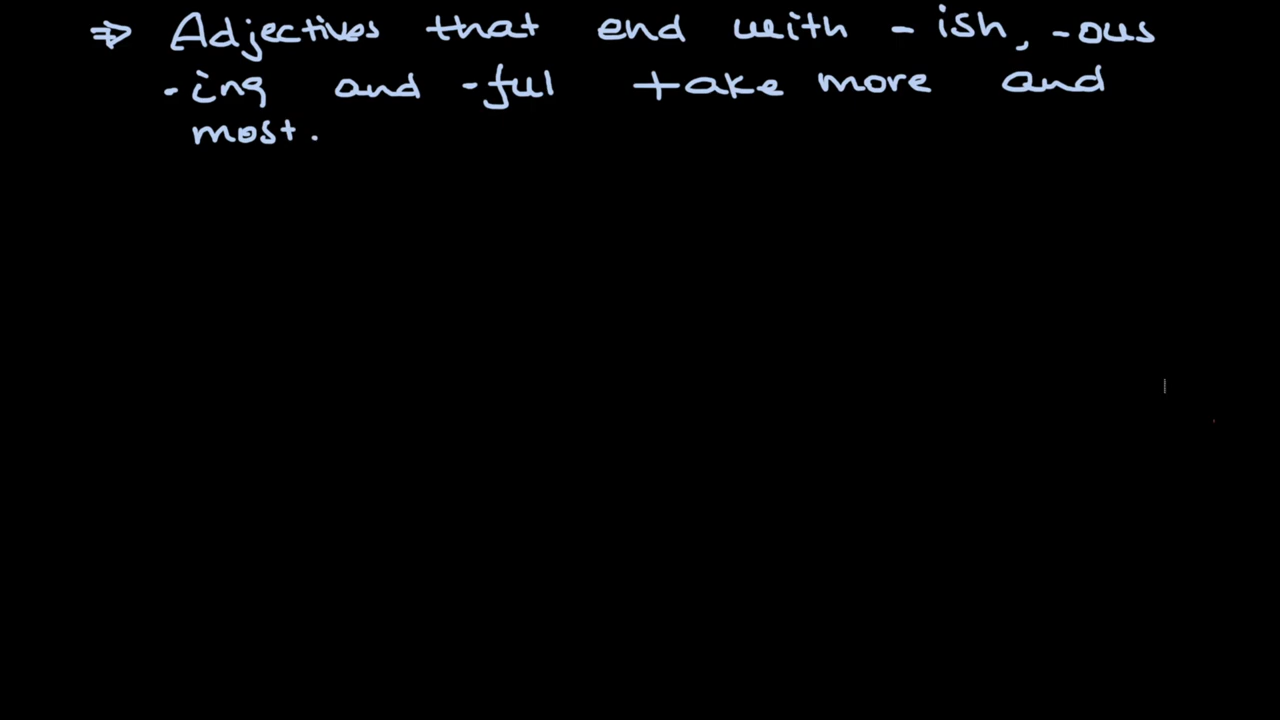 ⇒ Adjectives that end with - ish, -ous
-ing and -ful take more and
most.